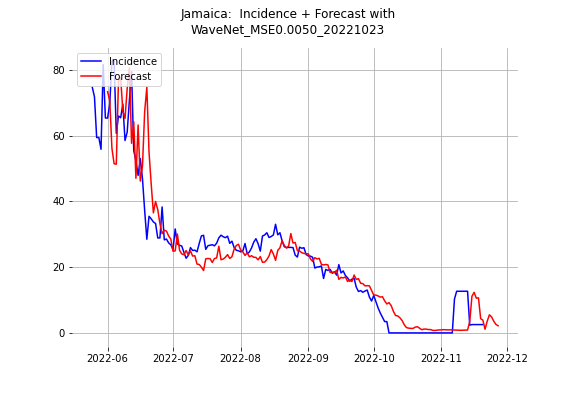 Jamaica:  Incidence + Forecast with
WaveNet_MSE0.0050_20221023
Incidence
Forecast
80
60
40
20
0
2022-06 2022-07 2022-08 2022-09 2022-10 2022-11 2022-12